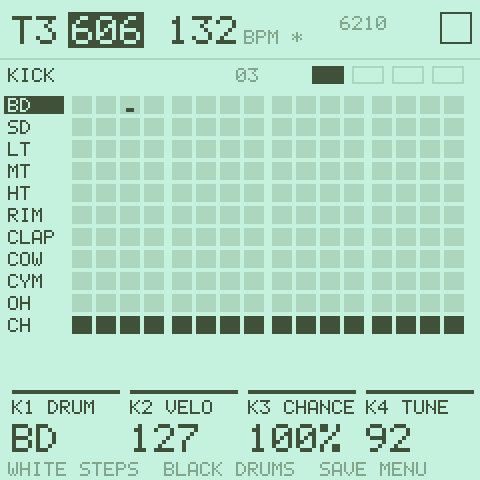 T3 606 132 BPM * 6210
KICK 03
BD
SD
LT
MT
HT
RIM
CLAP
COW
CYM
OH
CH
K1 DRUM K2 VELO K3 CHANCE K4 TUNE
BD 127 100% 92
WHITE STEPS BLACK DRUMS SAVE MENU